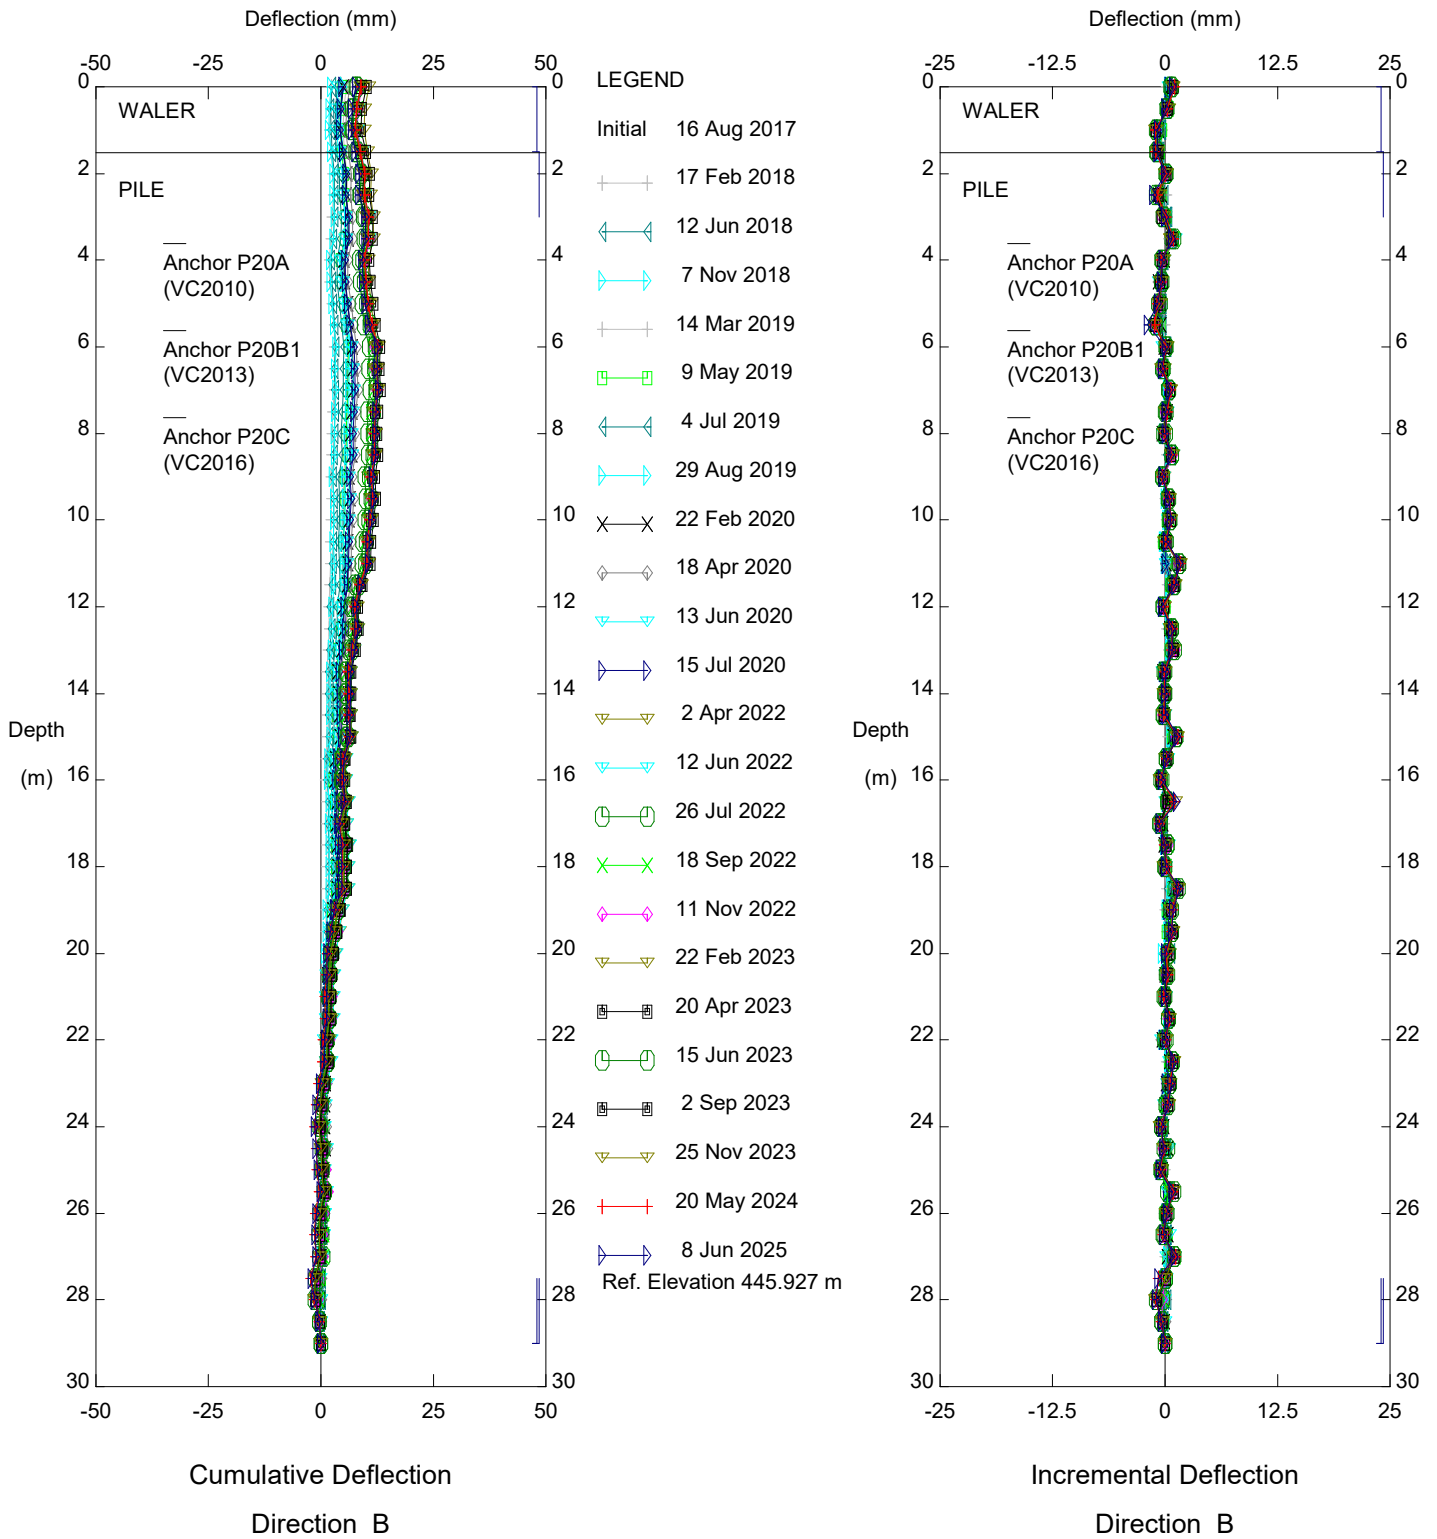 Deflection (mm)
-50 -25 0 25 50
0 0
WALER
2 2
PILE
4 4
Anchor P20A
(VC2010)
6 6
Anchor P20B1
(VC2013)
8 8
Anchor P20C
(VC2016)
10 10
12 12
14 14
Depth
(m)
16 16
18 18
20 20
22 22
24 24
26 26
28 28
30 30
-50 -25 0 25 50
Cumulative Deflection
Direction B
LEGEND
Initial 16 Aug 2017
17 Feb 2018
12 Jun 2018
7 Nov 2018
14 Mar 2019
9 May 2019
4 Jul 2019
29 Aug 2019
22 Feb 2020
18 Apr 2020
13 Jun 2020
15 Jul 2020
2 Apr 2022
12 Jun 2022
26 Jul 2022
18 Sep 2022
11 Nov 2022
22 Feb 2023
20 Apr 2023
15 Jun 2023
2 Sep 2023
25 Nov 2023
20 May 2024
8 Jun 2025
Ref. Elevation 445.927 m
Deflection (mm)
-25 -12.5 0 12.5 25
0 0
WALER
2 2
PILE
4 4
Anchor P20A
(VC2010)
6 6
Anchor P20B1
(VC2013)
8 8
Anchor P20C
(VC2016)
10 10
12 12
14 14
Depth
(m)
16 16
18 18
20 20
22 22
24 24
26 26
28 28
30 30
-25 -12.5 0 12.5 25
Incremental Deflection
Direction B